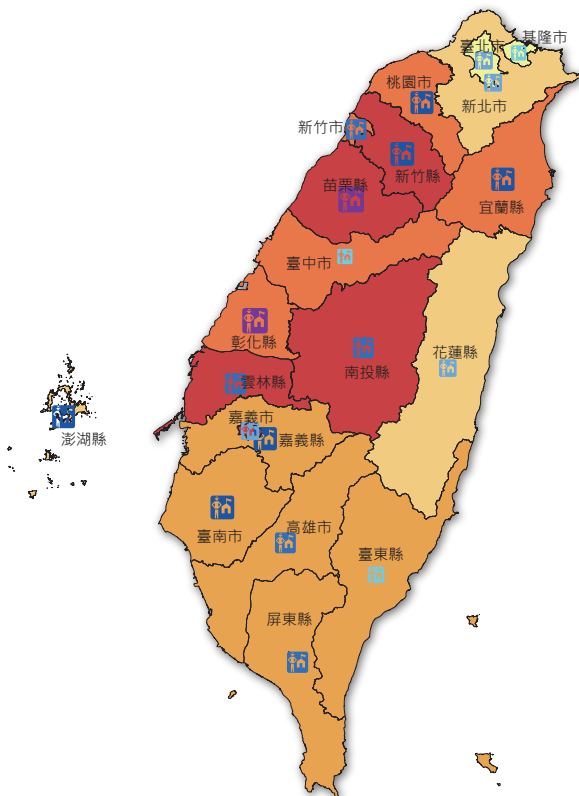 基隆市
臺北市
桃園市
新北市
新竹市
新竹縣
苗栗縣
宜蘭縣
臺中市
彰化縣
花蓮縣
南投縣
雲林縣
嘉義市
澎湖縣
嘉義縣
高雄市
臺南市
臺東縣
屏東縣